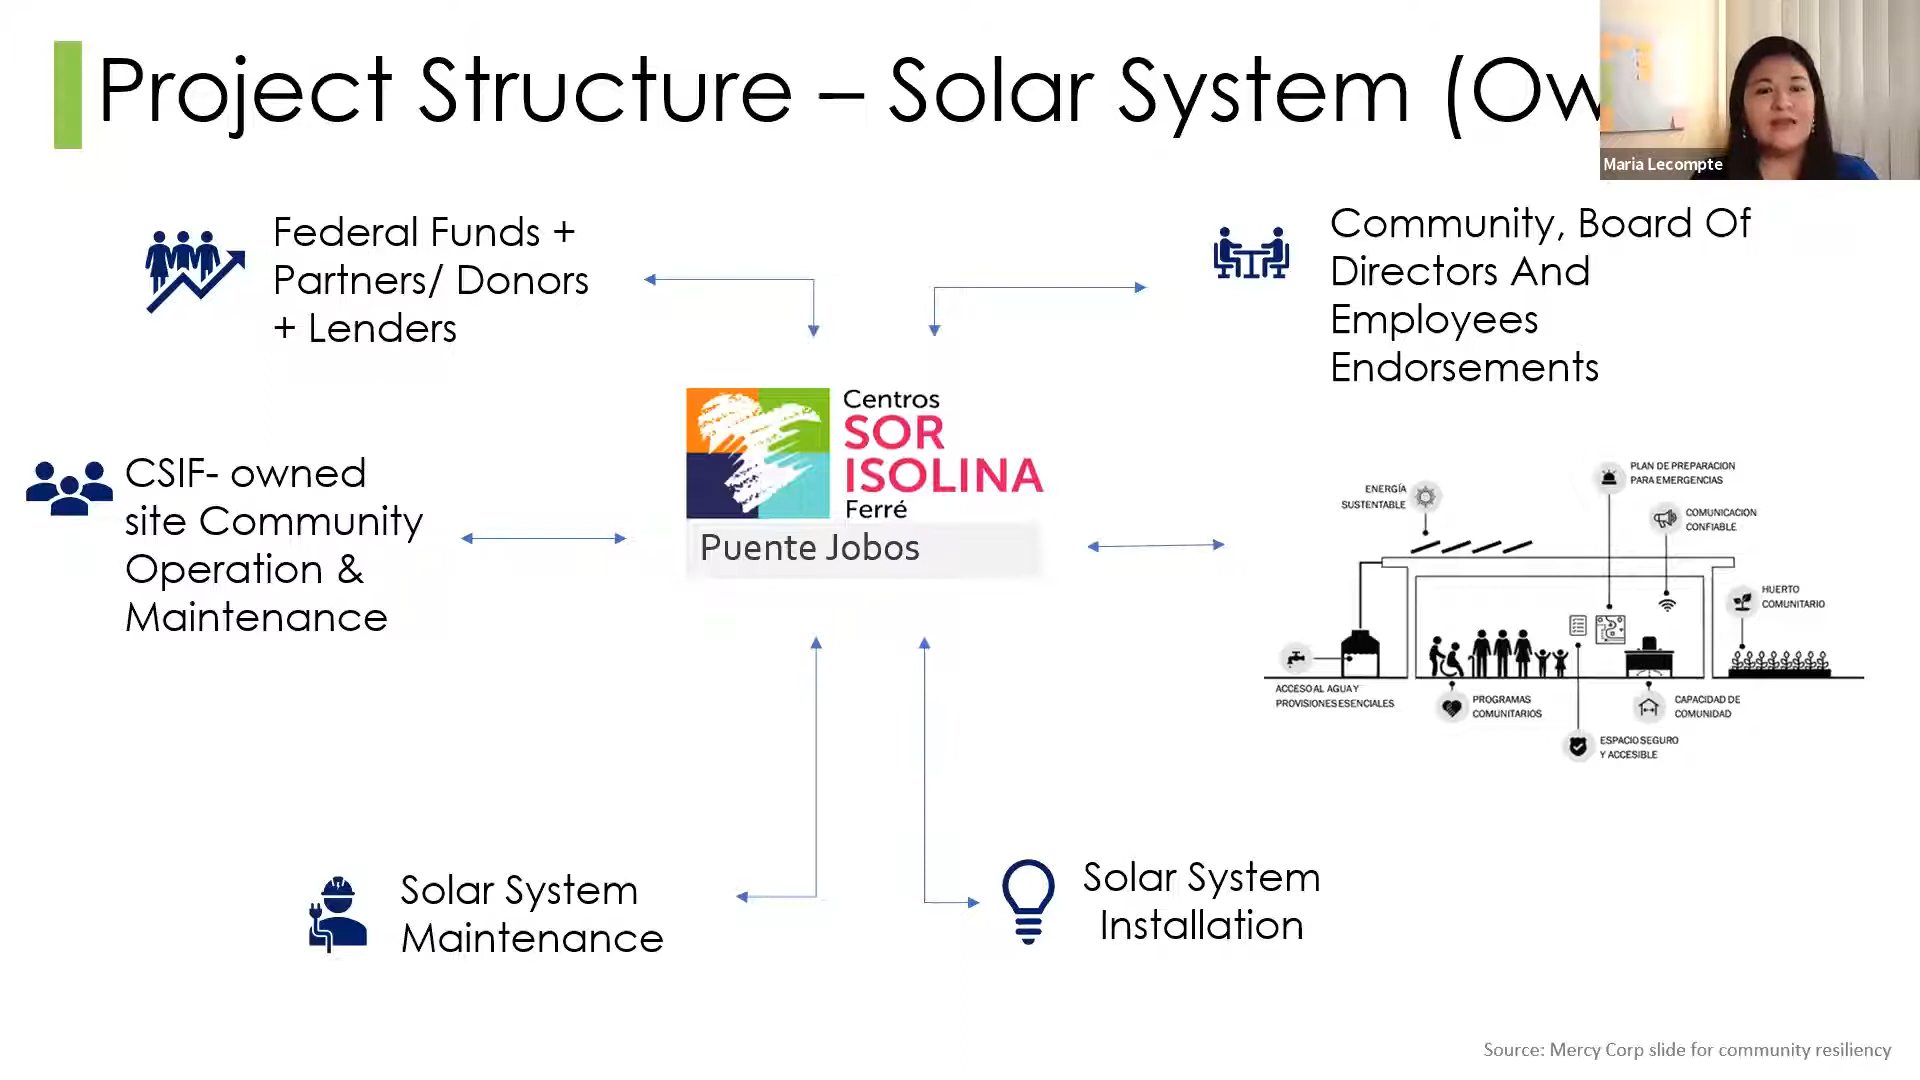 Project Structure – Solar System (Ow
Maria Lecompte
Federal Funds +
Partners/ Donors
+ Lenders
Community, Board Of
Directors And
Employees
Endorsements
CSIF- owned
site Community
Operation &
Maintenance
Centros
SOR
ISOLINA
Ferré
Puente Jobos
ENERGÍA
SUSTENTABLE
PLAN DE PREPARACION
PARA EMERGENCIAS
COMUNICACION
CONFIABLE
HUERTO
COMUNITARIO
ACCESO AL AGUA Y
PROVISIONES ESENCIALES
PROGRAMAS
COMUNITARIOS
CAPACIDAD DE
COMUNIDAD
ESPACIO SEGURO
Y ACCESIBLE
Solar System
Maintenance
Solar System
Installation
Source: Mercy Corp slide for community resiliency